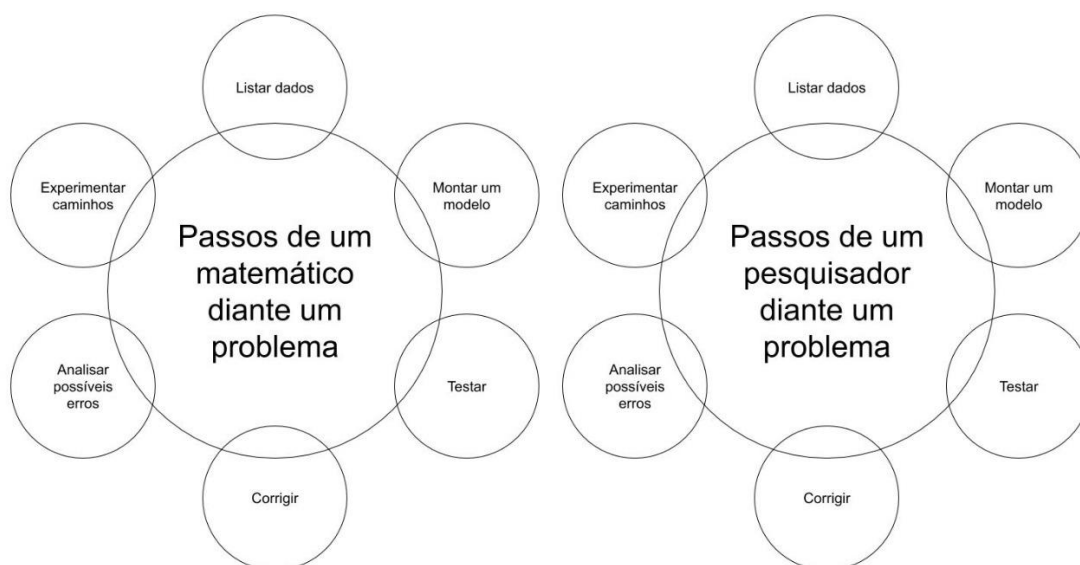 Listar dados
Experimentar
caminhos
Montar um
modelo
Passos de um
matemático
diante um
problema
Analisar
possíveis
erros
Testar
Corrigir
Listar dados
Experimentar
caminhos
Montar um
modelo
Passos de um
pesquisador
diante um
problema
Analisar
possíveis
erros
Testar
Corrigir